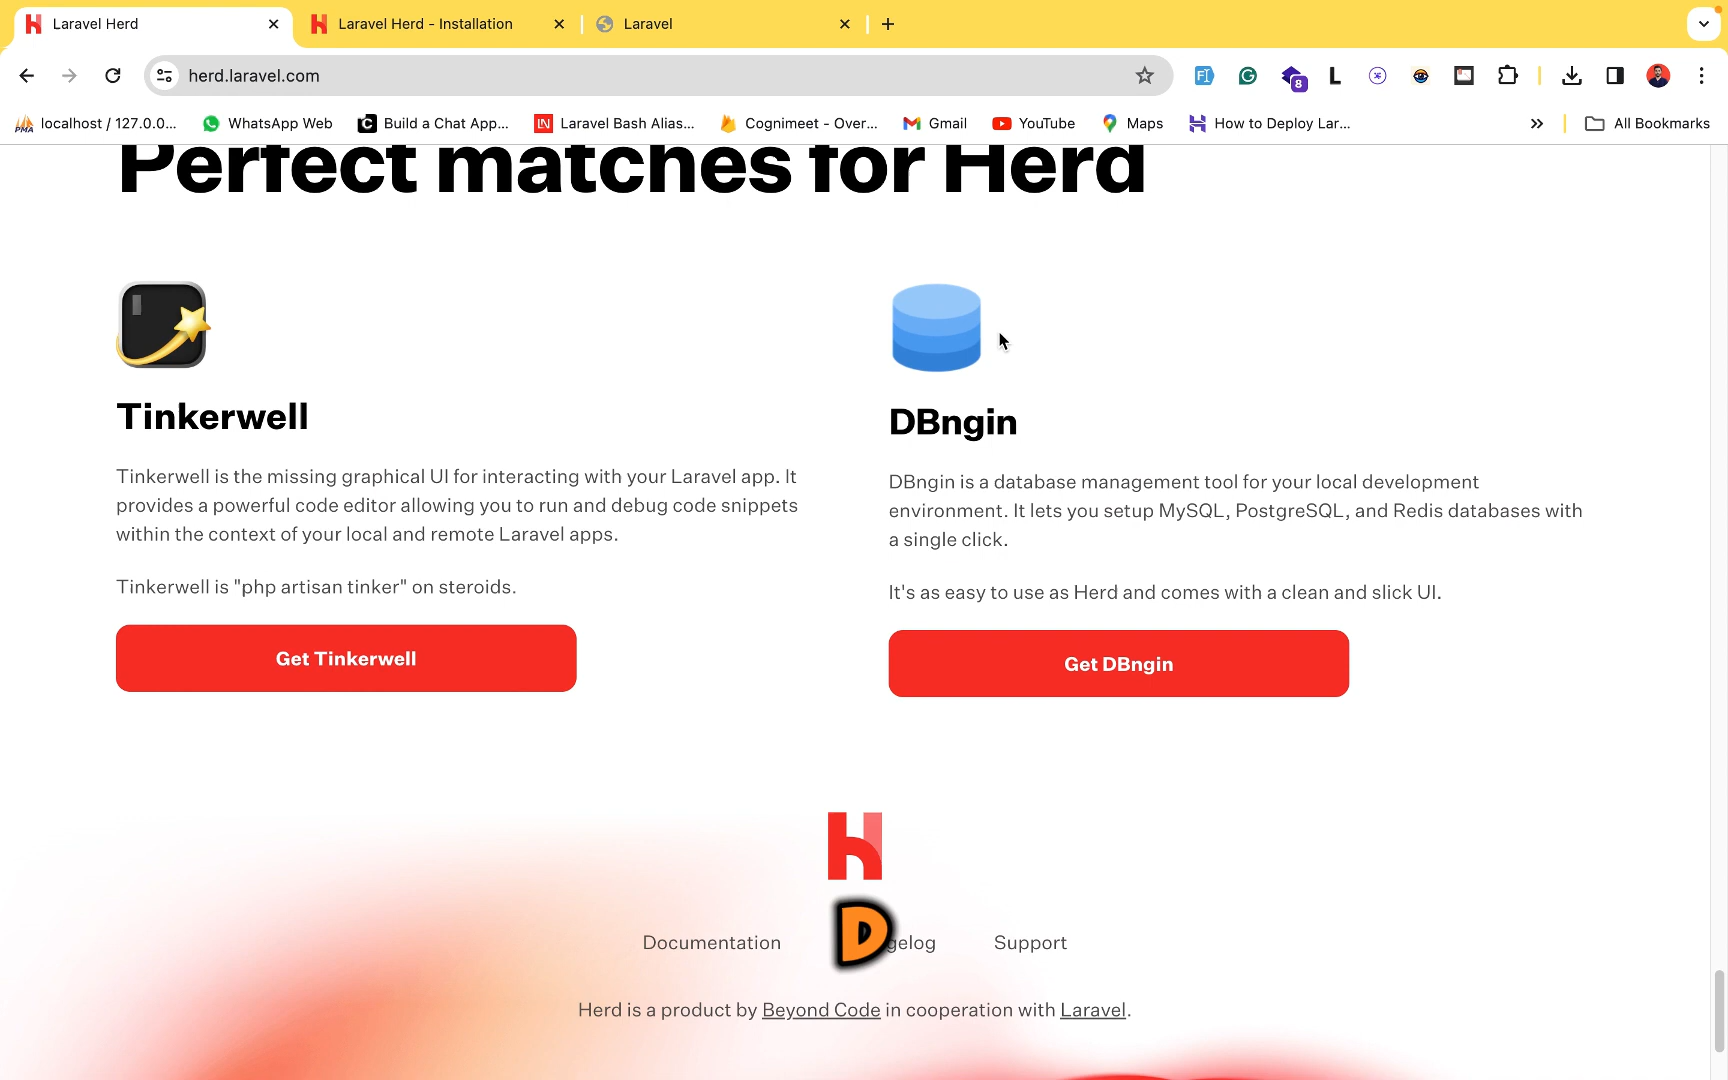 Laravel Herd
Laravel Herd - Installation
Laravel
herd.laravel.com
8
PMA localhost / 127.0.0...
WhatsApp Web
Build a Chat App...
LN Laravel Bash Alias...
Cognimeet - Over...
Gmail
YouTube
Maps
How to Deploy Lar...
All Bookmarks
Perfect matches for Herd
Tinkerwell
Tinkerwell is the missing graphical UI for interacting with your Laravel app. It
provides a powerful code editor allowing you to run and debug code snippets
within the context of your local and remote Laravel apps.
Tinkerwell is "php artisan tinker" on steroids.
Get Tinkerwell
DBngin
DBngin is a database management tool for your local development
environment. It lets you setup MySQL, PostgreSQL, and Redis databases with
a single click.
It's as easy to use as Herd and comes with a clean and slick UI.
Get DBngin
Documentation
D
gelog
Support
Herd is a product by Beyond Code in cooperation with Laravel.